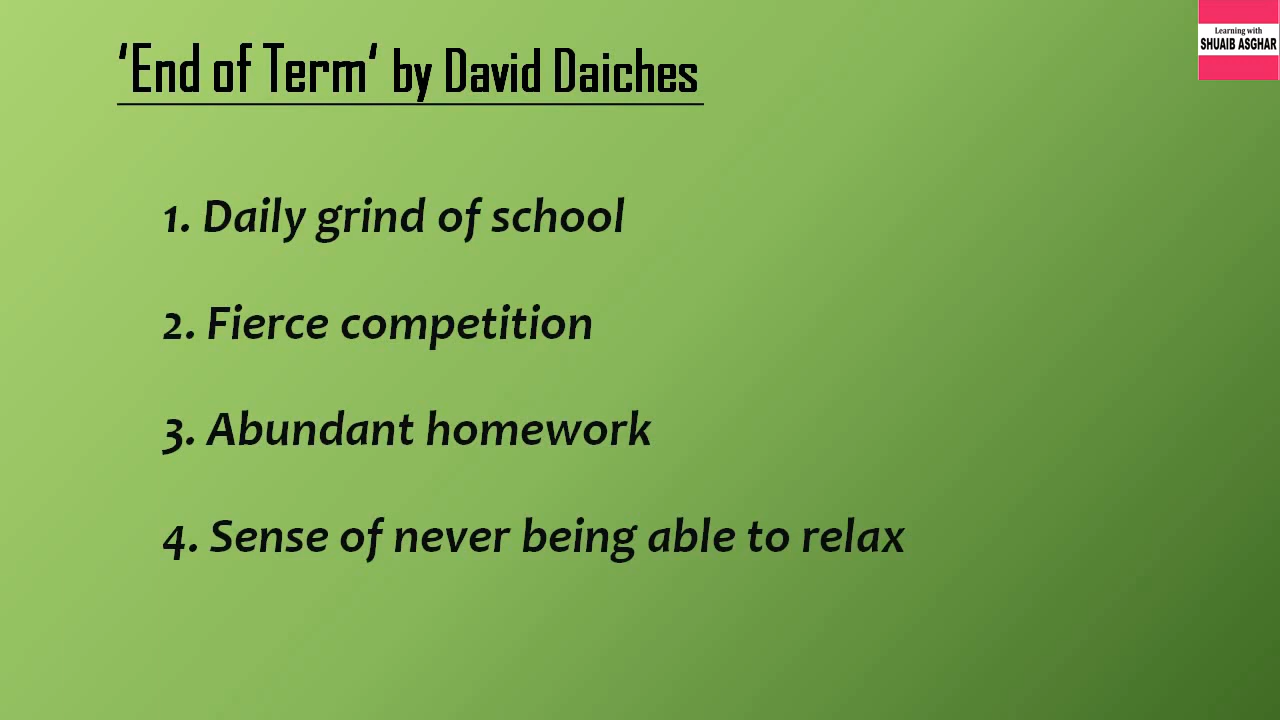 ‘End of Term‘ by David Daiches
Learning with
SHUAIB ASGHAR
1. Daily grind of school
2. Fierce competition
3. Abundant homework
4. Sense of never being able to relax